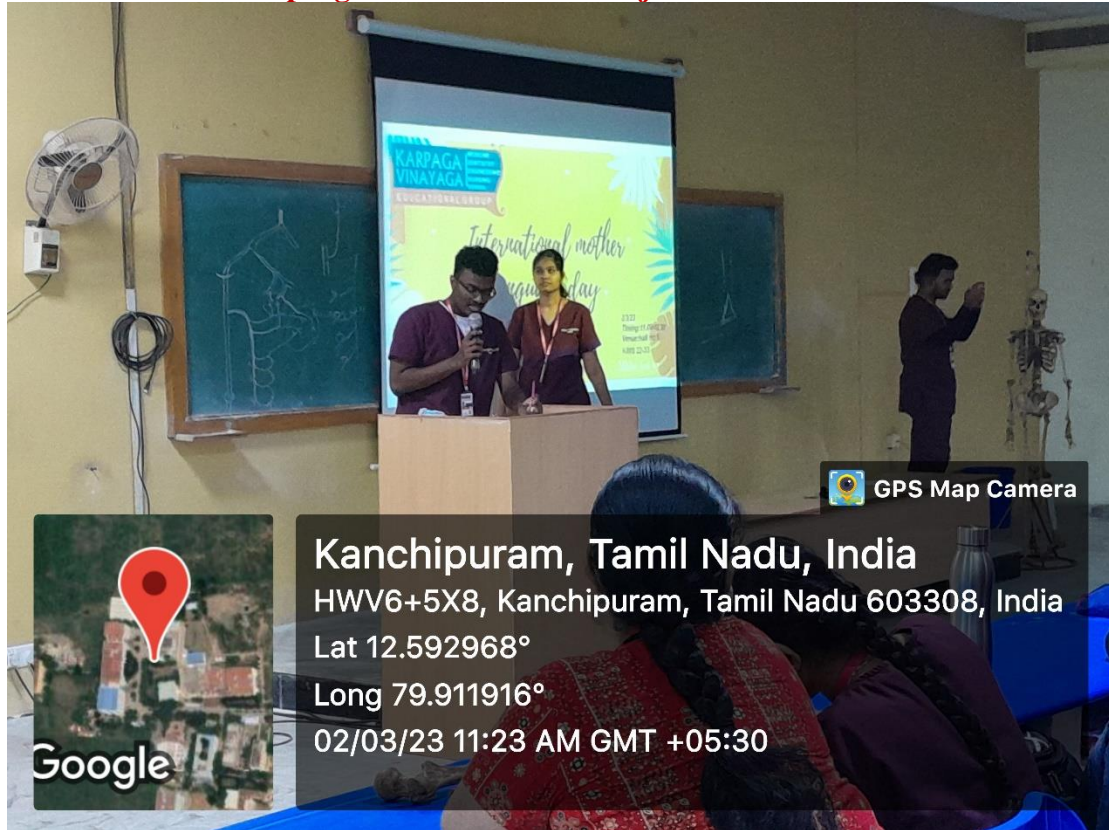 KARPAGA
VINAYAGA
EDUCATIONAL GROUP
International mother
day
GPS Map Camera
Kanchipuram, Tamil Nadu, India
HWV6+5X8, Kanchipuram, Tamil Nadu 603308, India
Lat 12.592968°
Long 79.911916°
02/03/23 11:23 AM GMT +05:30
Google